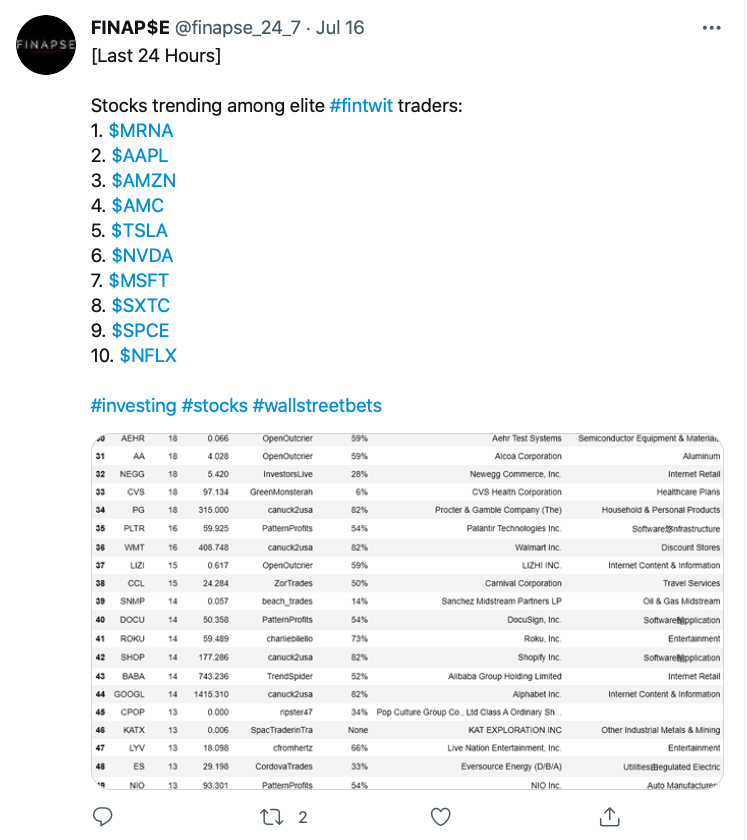 FINAP$E @finapse_24_7 · Jul 16
FINAPSE
[Last 24 Hours]
Stocks trending among elite #fintwit traders:
1. $MRNA
2. $AAPL
3. $AMZN
4. $AMC
5. $TSLA
6. $NVDA
7. $MSFT
8. $SXTC
9. $SPCE
10. $NFLX
#investing #stocks #wallstreetbets
AEHR 18 0.066 OpenOutcrier 59% Aehr Test Systems Semiconductor Equipment & Materials
31 AA 18 4.028 OpenOutcrier 59% Alcoa Corporation Aluminum
32 NEGG 18 5.420 InvestorsLive 28% Newegg Commerce, Inc. Internet Retail
33 CVS 18 97.134 GreenMonsterah 6% CVS Health Corporation Healthcare Plans
34 PG 18 315.000 canuck2usa 82% Procter & Gamble Company (The) Household & Personal Products
35 PLTR 16 59.925 PatternProfits 54% Palantir Technologies Inc.
36 WMT 16 408.748 canuck2usa 82% Walmart Inc. Discount Stores
37 LIZI 15 0.617 OpenOutcrier 59% LIZHI INC. Internet Content & Information
38 CCL 15 24.284 ZorTrades 50% Carnival Corporation Travel Services
39 SNMP 14 0.057 beach_trades 14% Sanchez Midstream Partners LP Oil & Gas Midstream
40 DOCU 14 50.358 PatternProfits 54% DocuSign, Inc.
41 ROKU 14 59.489 charliebilello 73% Roku, Inc. Entertainment
42 SHOP 14 177.286 canuck2usa 82% Shopify Inc.
43 BABA 14 743.236 TrendSpider 52% Alibaba Group Holding Limited Internet Retail
44 GOOGL 14 1415.310 canuck2usa 82% Alphabet Inc. Internet Content & Information
45 CPOP 13 0.000 ripster47 34% Pop Culture Group Co., Ltd Class A Ordinary Sh...
46 KATX 13 0.006 SpacTraderinTra None KAT EXPLORATION INC Other Industrial Metals & Mining
47 LYV 13 18.098 cfromhertz 66% Live Nation Entertainment, Inc. Entertainment
48 ES 13 29.198 CordovaTrades 33% Eversource Energy (D/B/A) Electric
NIO 13 93.301 PatternProfits 54% NIO Inc. Auto Manufacturers
2